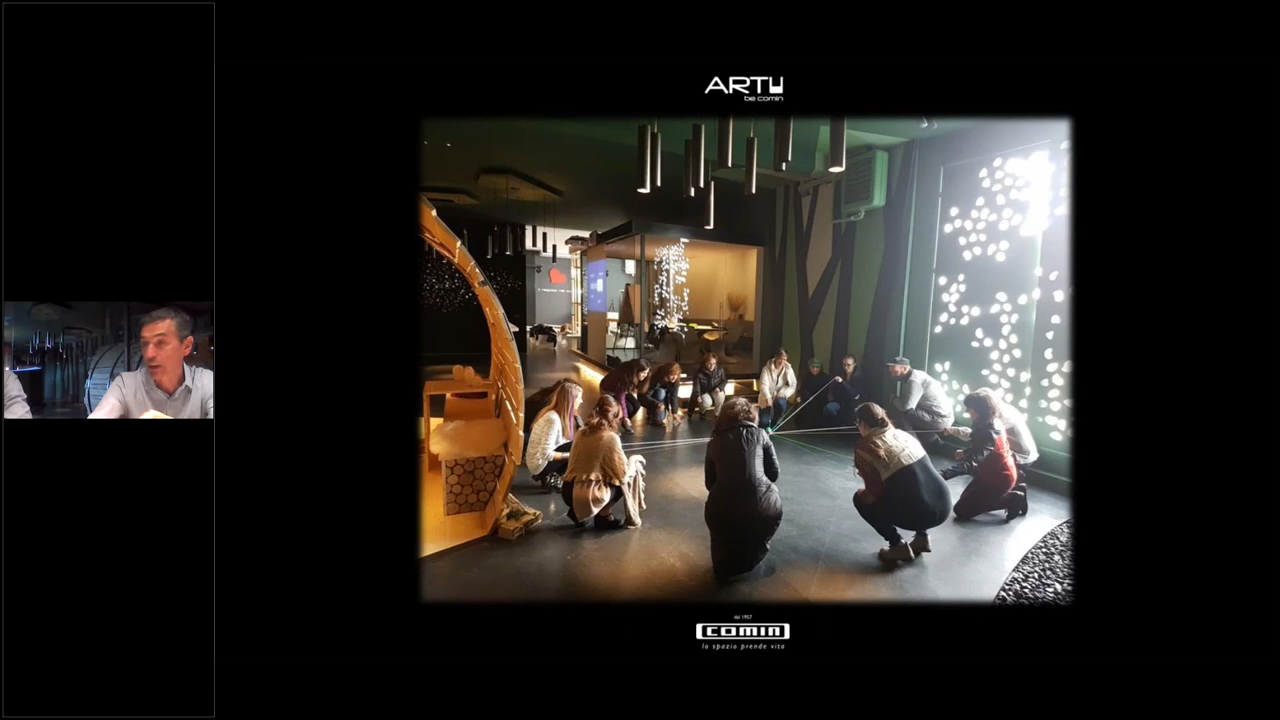 ARTU
be comin
dal 1957
comin
lo spazio prende vita